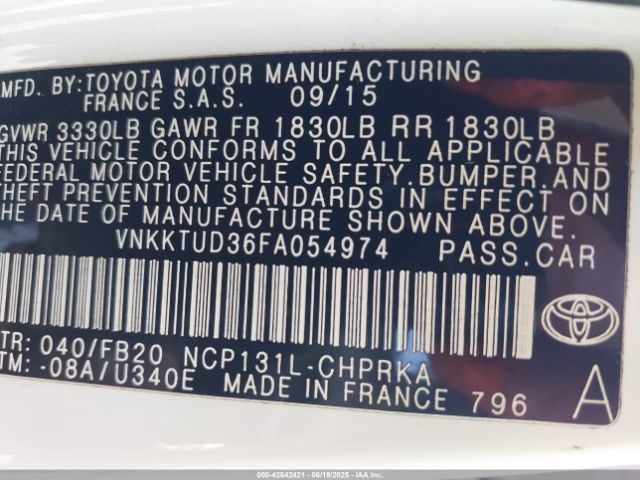 MFD. BY: TOYOTA MOTOR MANUFACTURING
FRANCE S.A.S. 09/15
GVWR 3330LB GAWR FR 1830LB RR 1830LB
THIS VEHICLE CONFORMS TO ALL APPLICABLE
FEDERAL MOTOR VEHICLE SAFETY, BUMPER, AND
THEFT PREVENTION STANDARDS IN EFFECT ON
THE DATE OF MANUFACTURE SHOWN ABOVE.
VNKKTUD36FA054974 PASS.CAR
TR: 040/FB20 NCP131L-CHPRKA
TM: -08A/U340E MADE IN FRANCE 796 A
000-42542421 - 06/19/2025 - IAAI.com